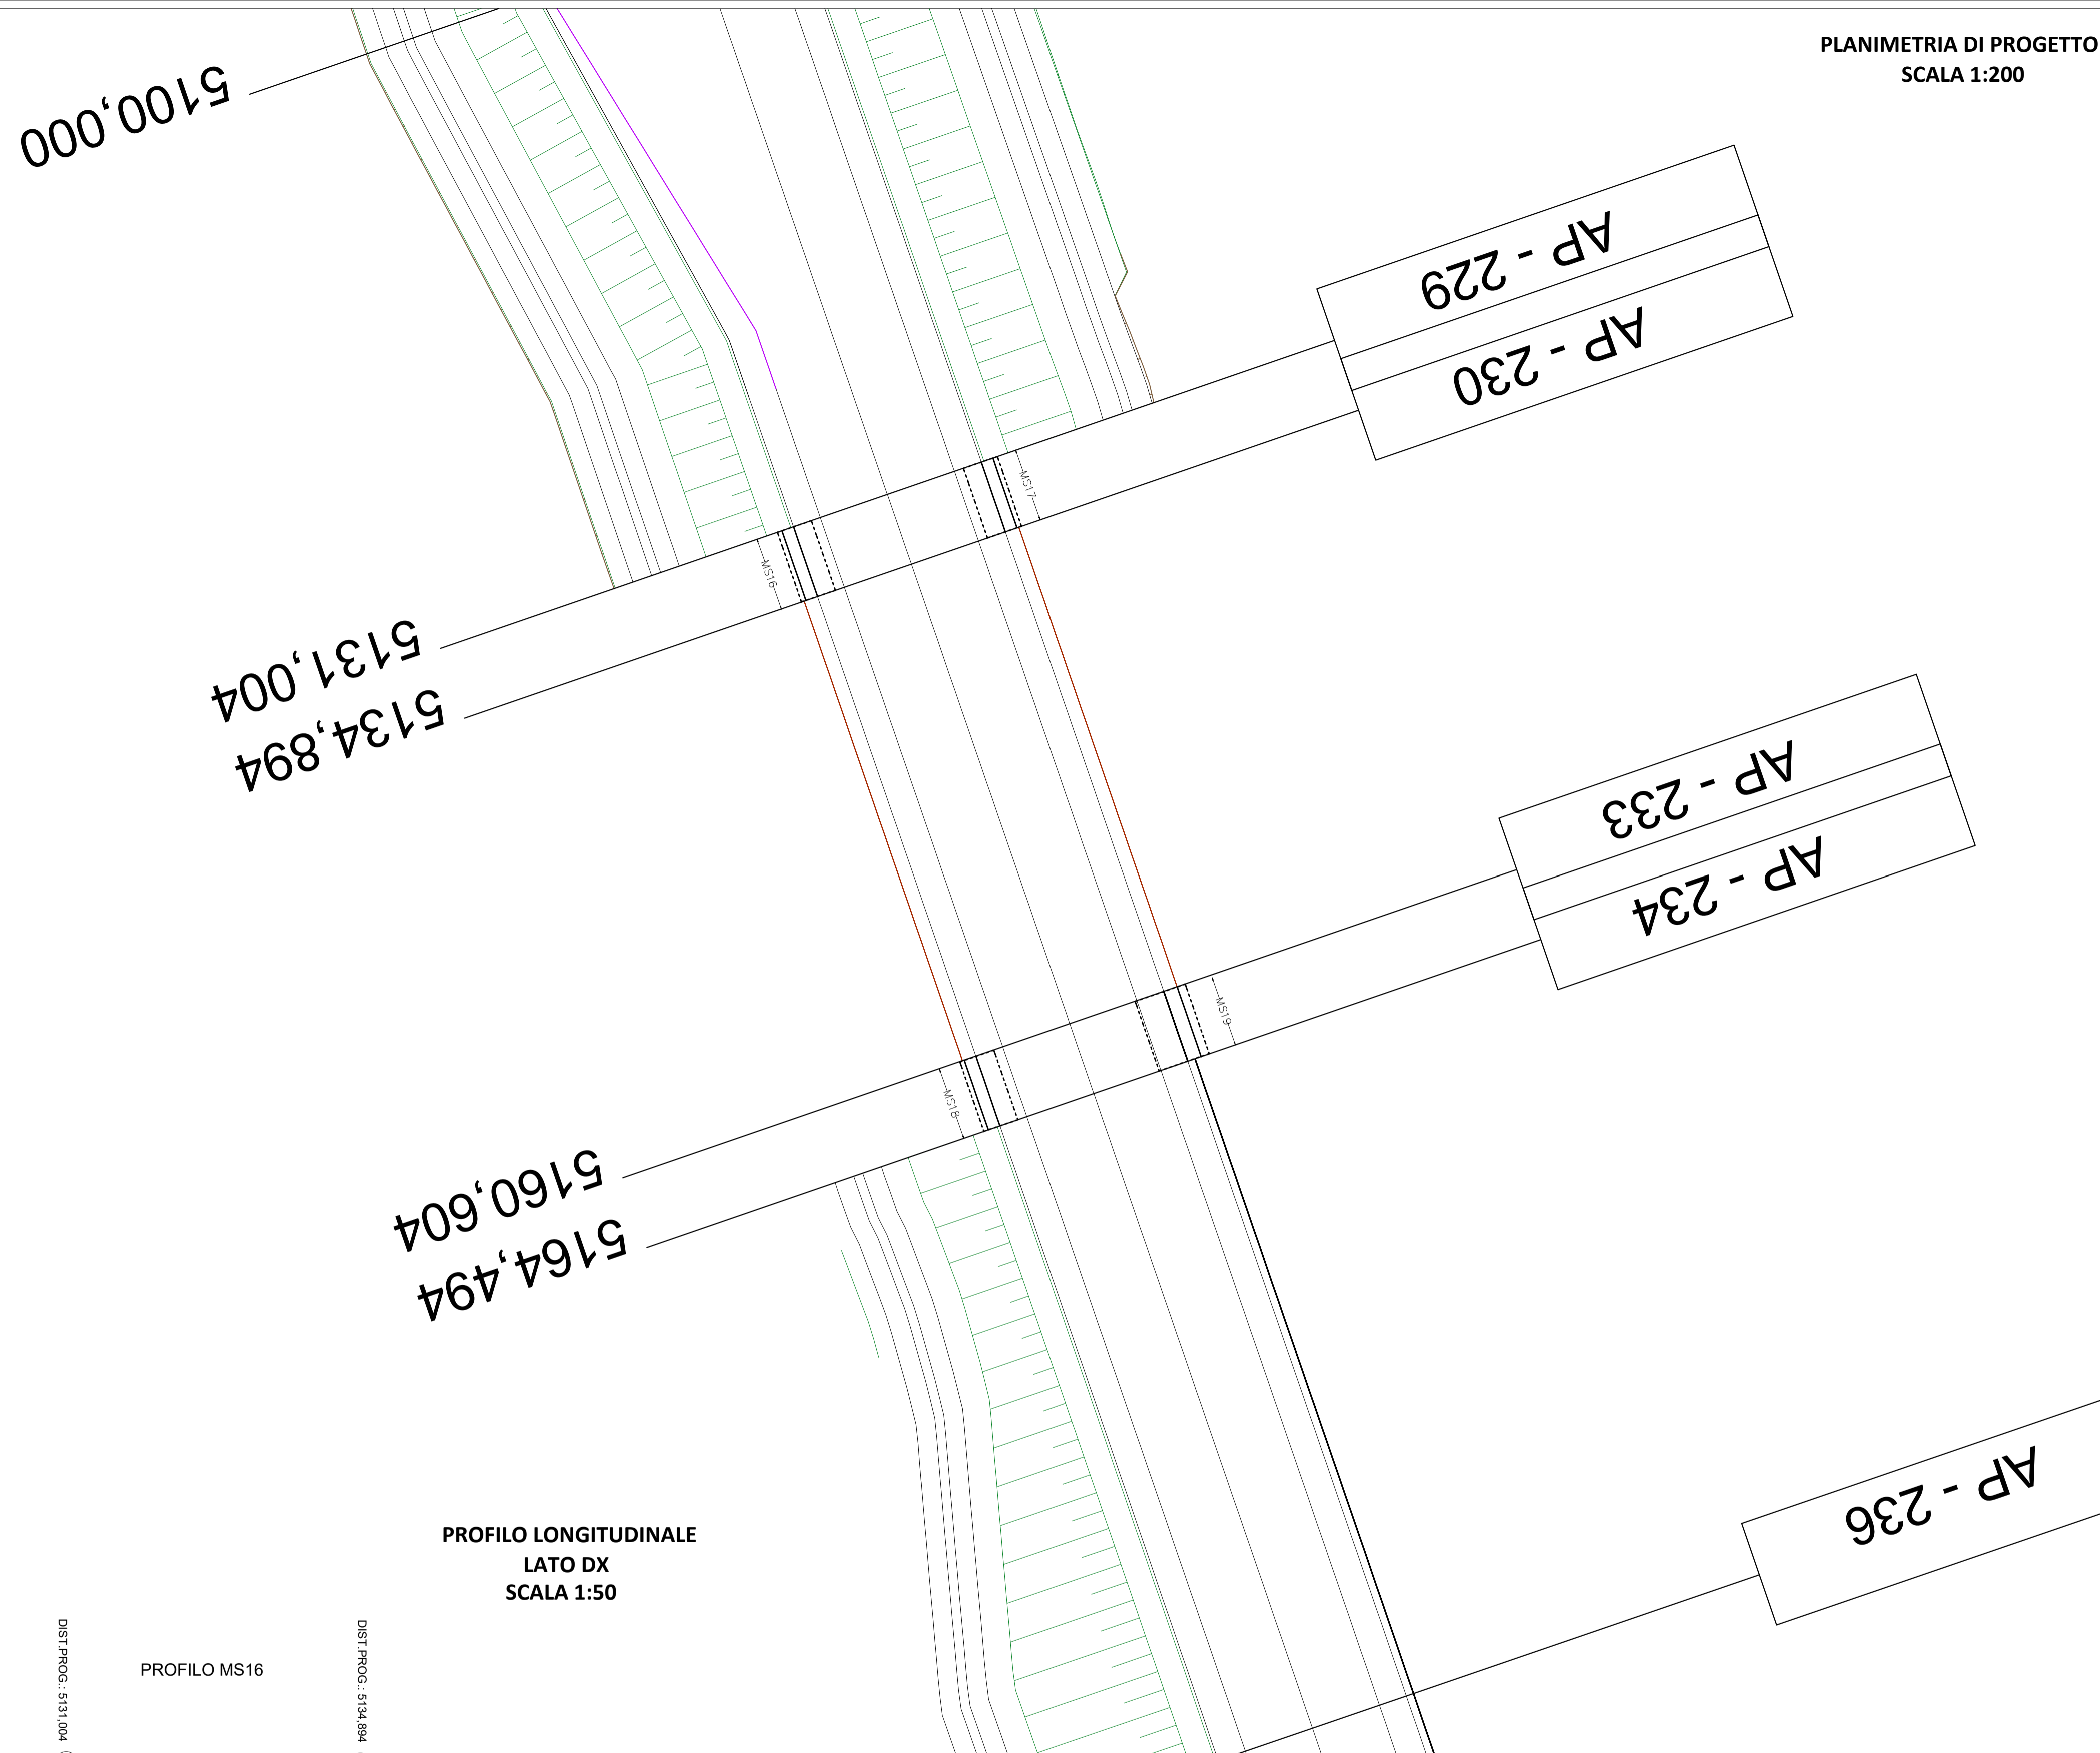 PLANIMETRIA DI PROGETTO
SCALA 1:200
5100,000
AP - 229
AP - 230
MS17
MS16
5131,004
5134,894
AP - 233
AP - 234
MS19
MS18
5160,604
5164,494
AP - 236
PROFILO LONGITUDINALE
LATO DX
SCALA 1:50
DIST.PROG.: 5131,004
PROFILO MS16
DIST.PROG.: 5134,894